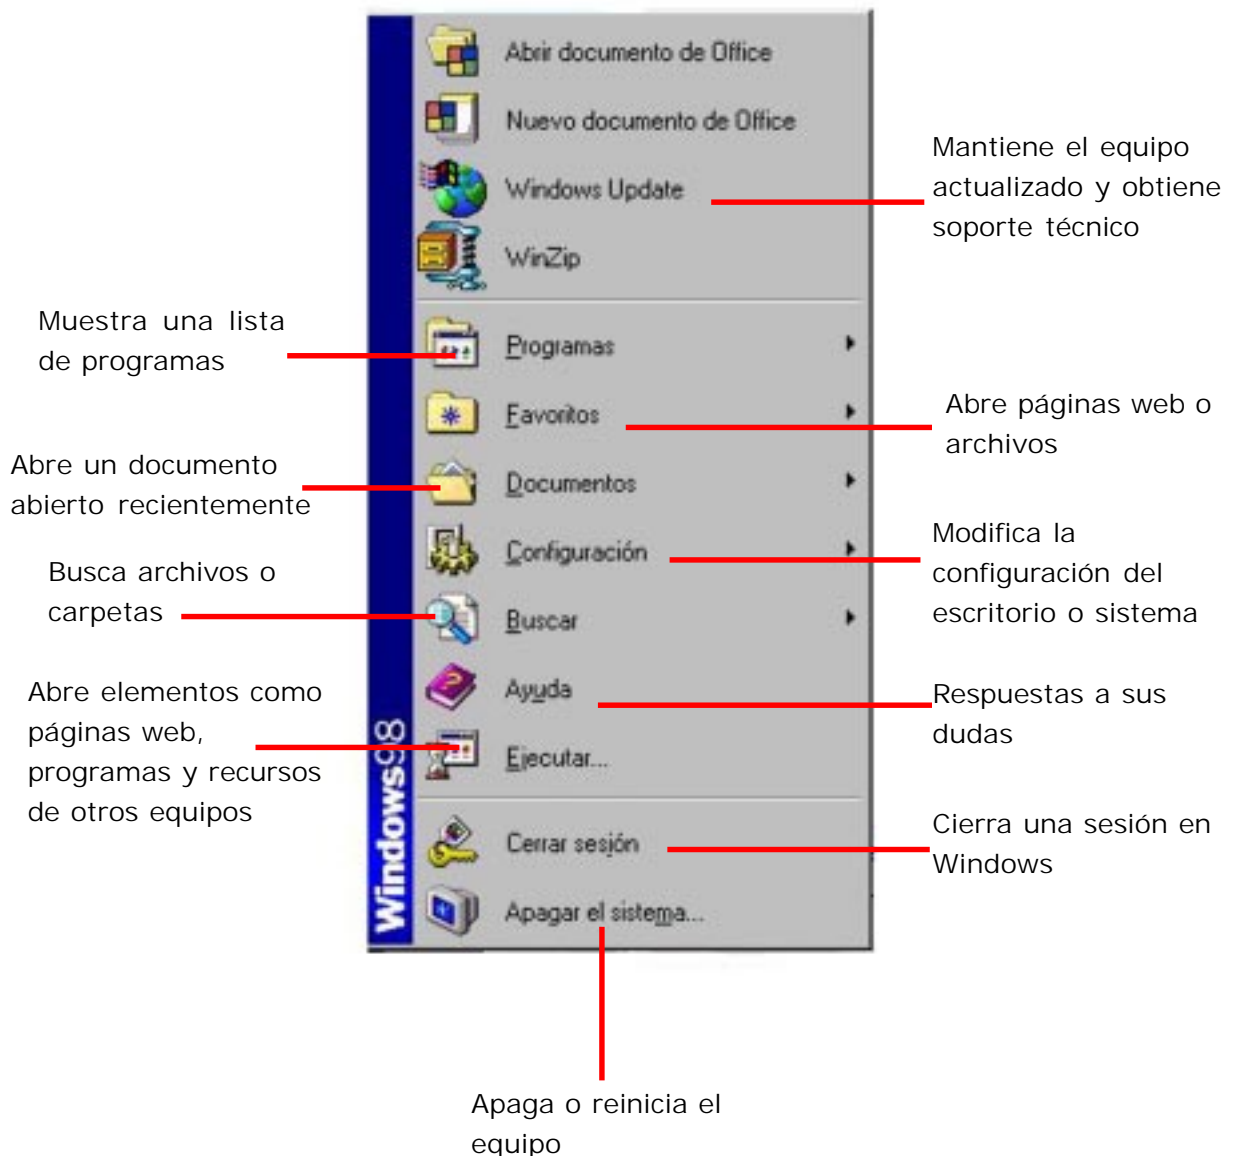 Abrir documento de Office
Nuevo documento de Office
Windows Update
WinZip
Programas
Favoritos
Documentos
Configuración
Buscar
Ayuda
Ejecutar...
Cerrar sesión
Apagar el sistema...
Windows98
Muestra una lista
de programas
Abre un documento
abierto recientemente
Busca archivos o
carpetas
Abre elementos como
páginas web,
programas y recursos
de otros equipos
Mantiene el equipo
actualizado y obtiene
soporte técnico
Abre páginas web o
archivos
Modifica la
configuración del
escritorio o sistema
Respuestas a sus
dudas
Cierra una sesión en
Windows
Apaga o reinicia el
equipo